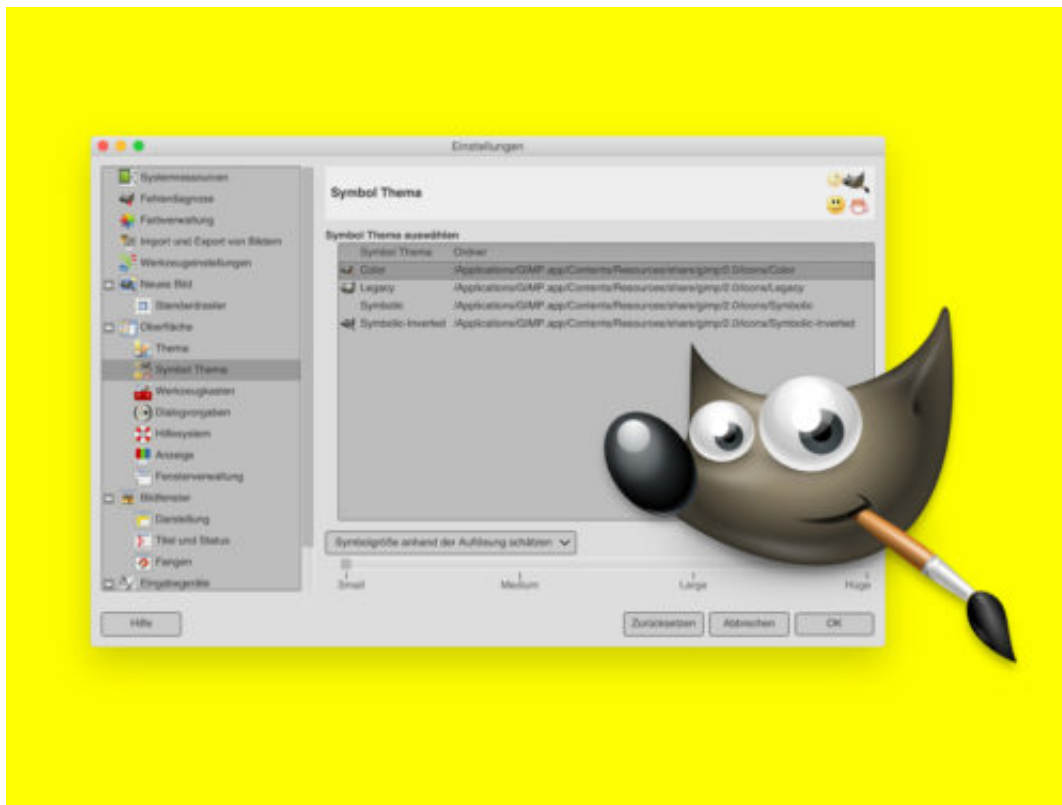 Einstellungen
Systemressourcen
Fehlerdiagnose
Farbverwaltung
Import und Export von Bildern
Werkzeugeinstellungen
Neues Bild
Standardraster
Oberfläche
Thema
Symbol Thema
Werkzeugkasten
Dialogvorgaben
Hilfesystem
Anzeige
Fensterverwaltung
Bildfenster
Darstellung
Titel und Status
Fangen
Eingabegeräte
Symbol Thema
Symbol Thema auswählen
Symbol Thema Ordner
Color /Applications/GIMP.app/Contents/Resources/share/gimp/2.0/icons/Color
Legacy /Applications/GIMP.app/Contents/Resources/share/gimp/2.0/icons/Legacy
Symbolic /Applications/GIMP.app/Contents/Resources/share/gimp/2.0/icons/Symbolic
Symbolic-Inverted /Applications/GIMP.app/Contents/Resources/share/gimp/2.0/icons/Symbolic-Inverted
Symbolgröße anhand der Auflösung schätzen
Small Medium Large Huge
Hilfe Zurücksetzen Abbrechen OK